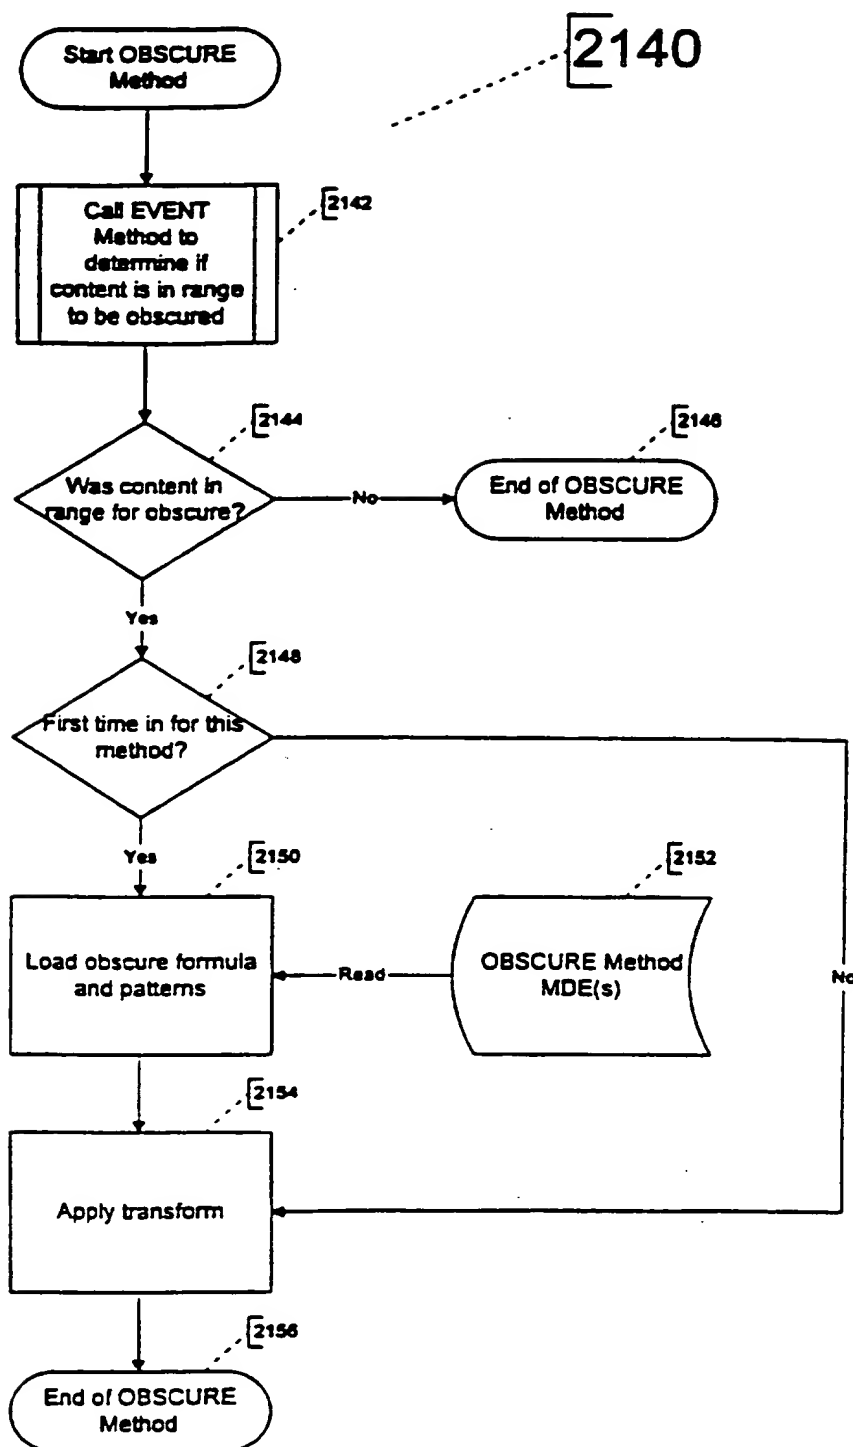 Start OBSCURE
Method
2140
Call EVENT
Method to
determine if
content is in range
to be obscured
2142
2144
2146
Was content in
range for obscure?
No
End of OBSCURE
Method
Yes
2148
First time in for this
method?
Yes
2150
2152
Load obscure formula
and patterns
Read
OBSCURE Method
MDE(s)
No
2154
Apply transform
2156
End of OBSCURE
Method